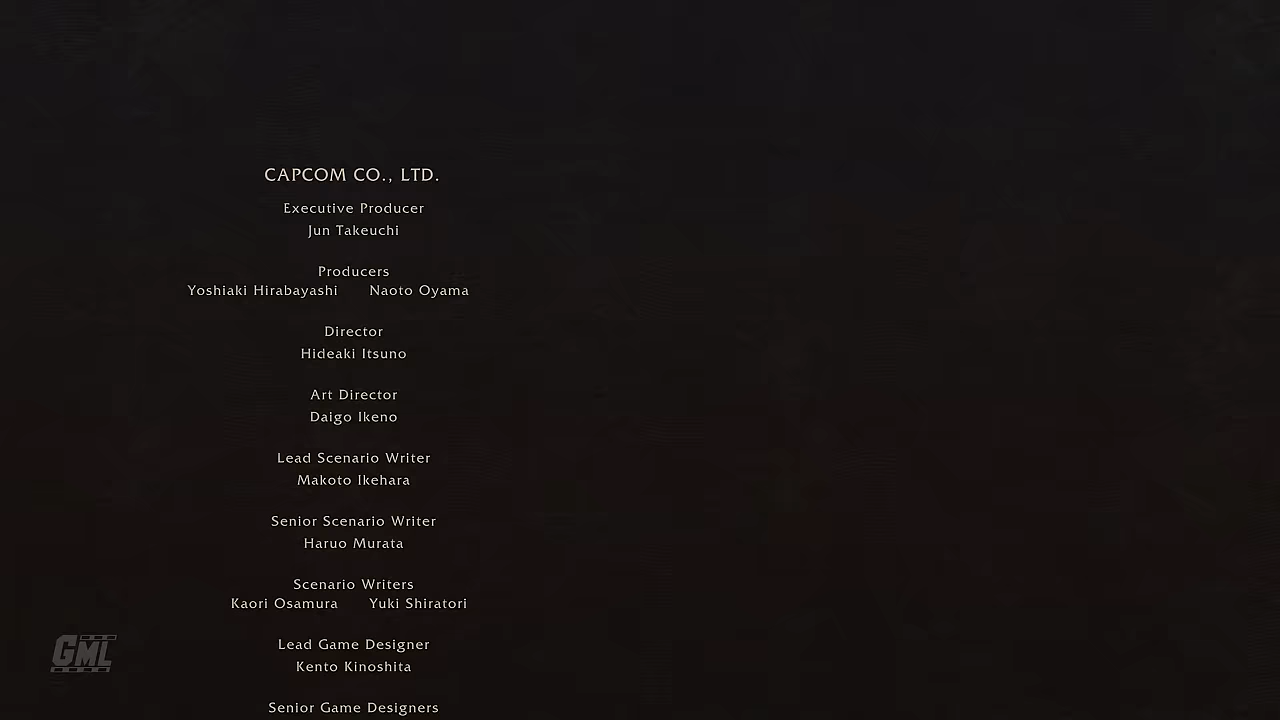 CAPCOM CO., LTD.
Executive Producer
Jun Takeuchi
Producers
Yoshiaki Hirabayashi Naoto Oyama
Director
Hideaki Itsuno
Art Director
Daigo Ikeno
Lead Scenario Writer
Makoto Ikehara
Senior Scenario Writer
Haruo Murata
Scenario Writers
Kaori Osamura Yuki Shiratori
Lead Game Designer
Kento Kinoshita
GML
Senior Game Designers